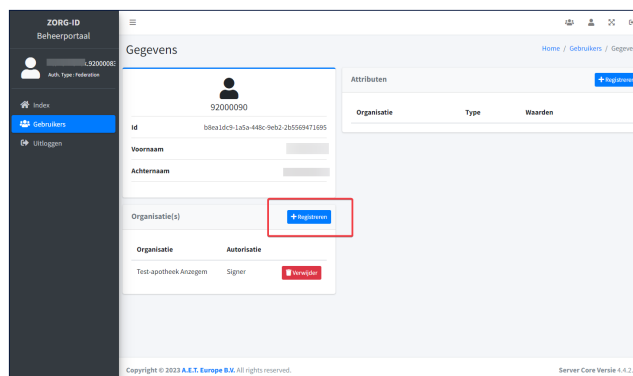 ZORG-ID
Beheerportaal
.92000083
Auth. Type : Federation
Index
Gebruikers
Uitloggen
Gegevens
Home / Gebruikers / Gegeve
92000090
Id b8ea1dc9-1a5a-448c-9eb2-2b5569471695
Voornaam
Achternaam
Organisatie(s)
Registreren
Organisatie Autorisatie
Test-apotheek Anzegem Signer Verwijder
Attributen
Registreren
Organisatie Type Waarden
Copyright © 2023 A.E.T. Europe B.V. All rights reserved.
Server Core Versie 4.4.2.